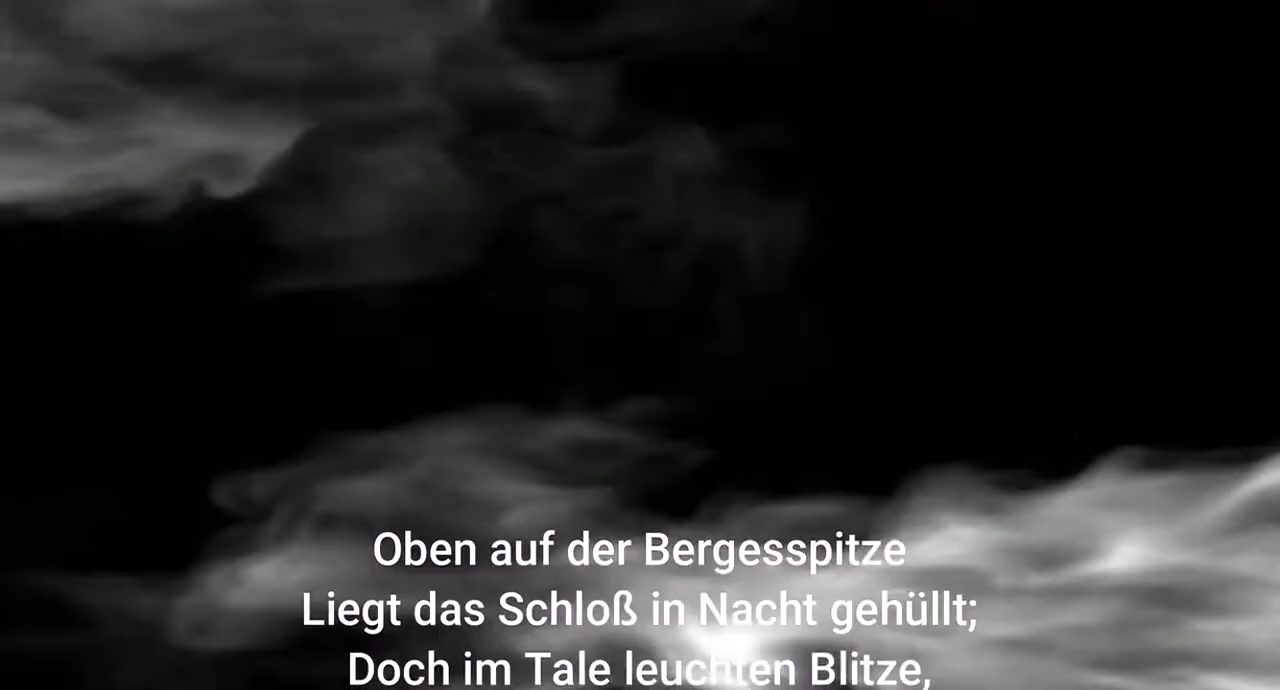 Oben auf der Bergesspitze
Liegt das Schloß in Nacht gehüllt;
Doch im Tale leuchten Blitze,